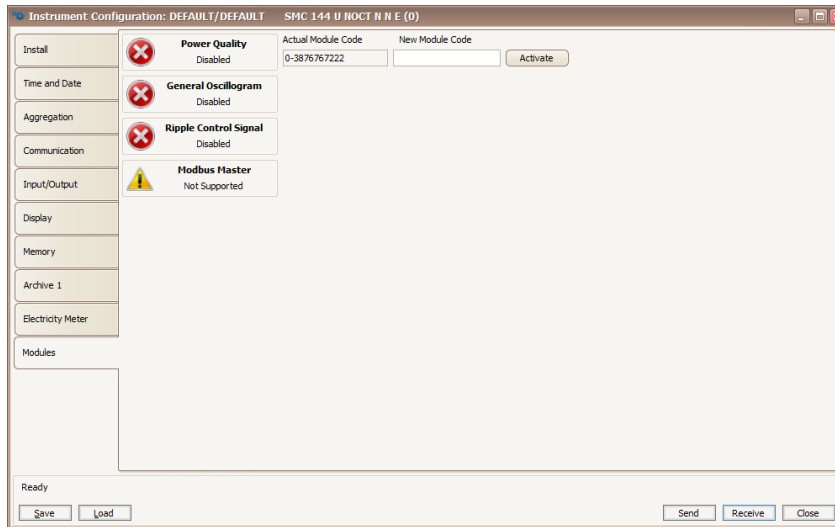 Instrument Configuration: DEFAULT/DEFAULT SMC 144 U NOCT N N E (0)
Install
Time and Date
Aggregation
Communication
Input/Output
Display
Memory
Archive 1
Electricity Meter
Modules
Power Quality
Disabled
General Oscillogram
Disabled
Ripple Control Signal
Disabled
Modbus Master
Not Supported
Actual Module Code New Module Code
0-3876767222 Activate
Ready
Save Load Send Receive Close